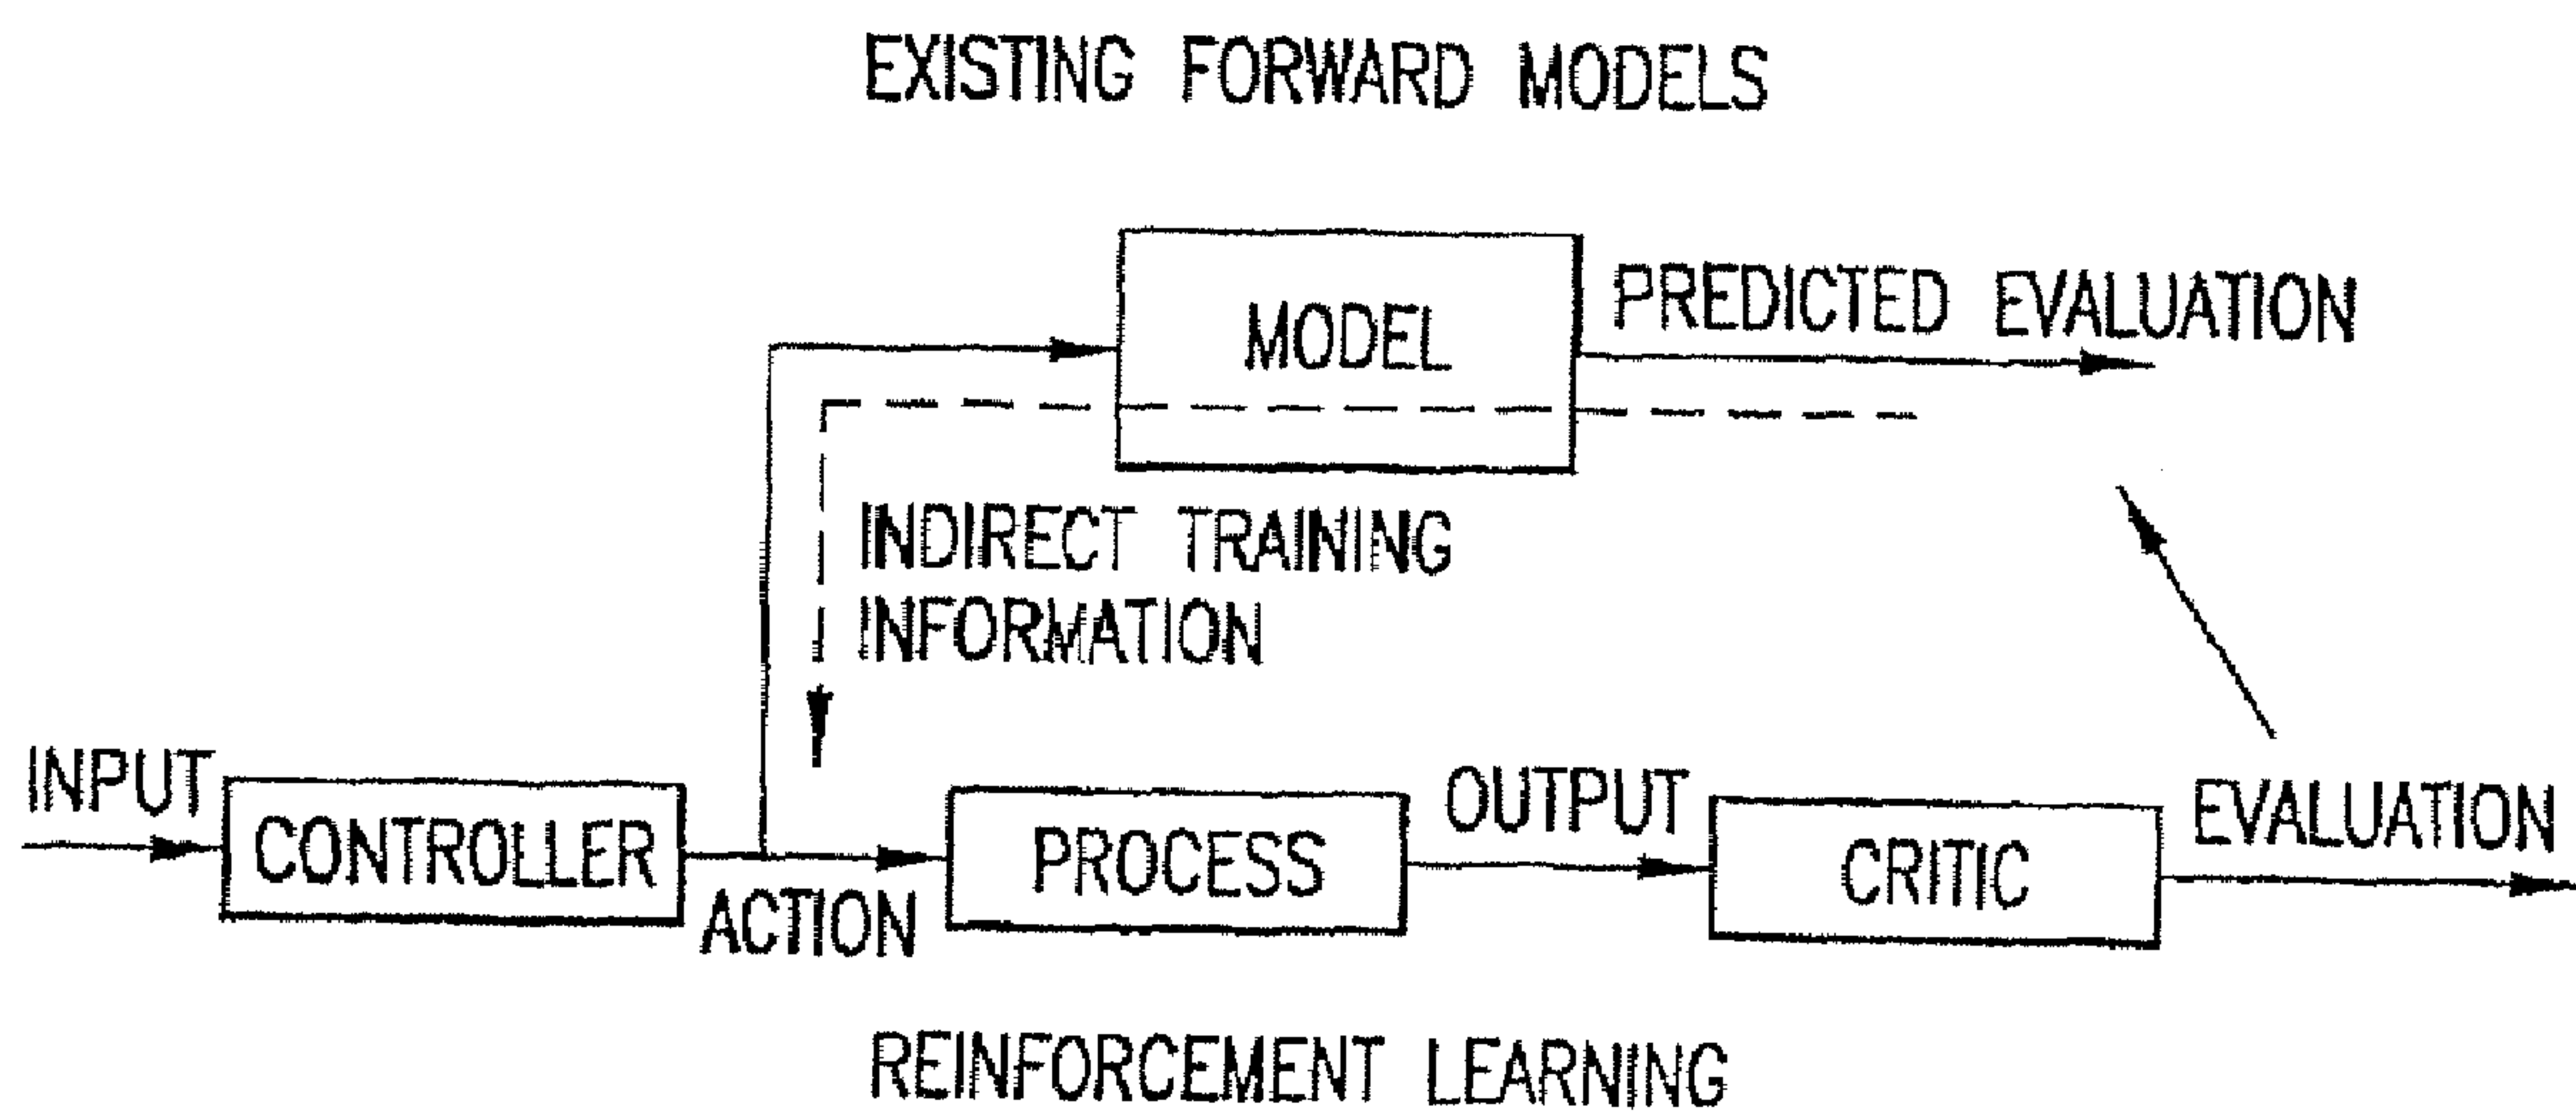 EXISTING FORWARD MODELS
MODEL
PREDICTED EVALUATION
INDIRECT TRAINING
INFORMATION
INPUT
CONTROLLER
ACTION
PROCESS
OUTPUT
CRITIC
EVALUATION
REINFORCEMENT LEARNING